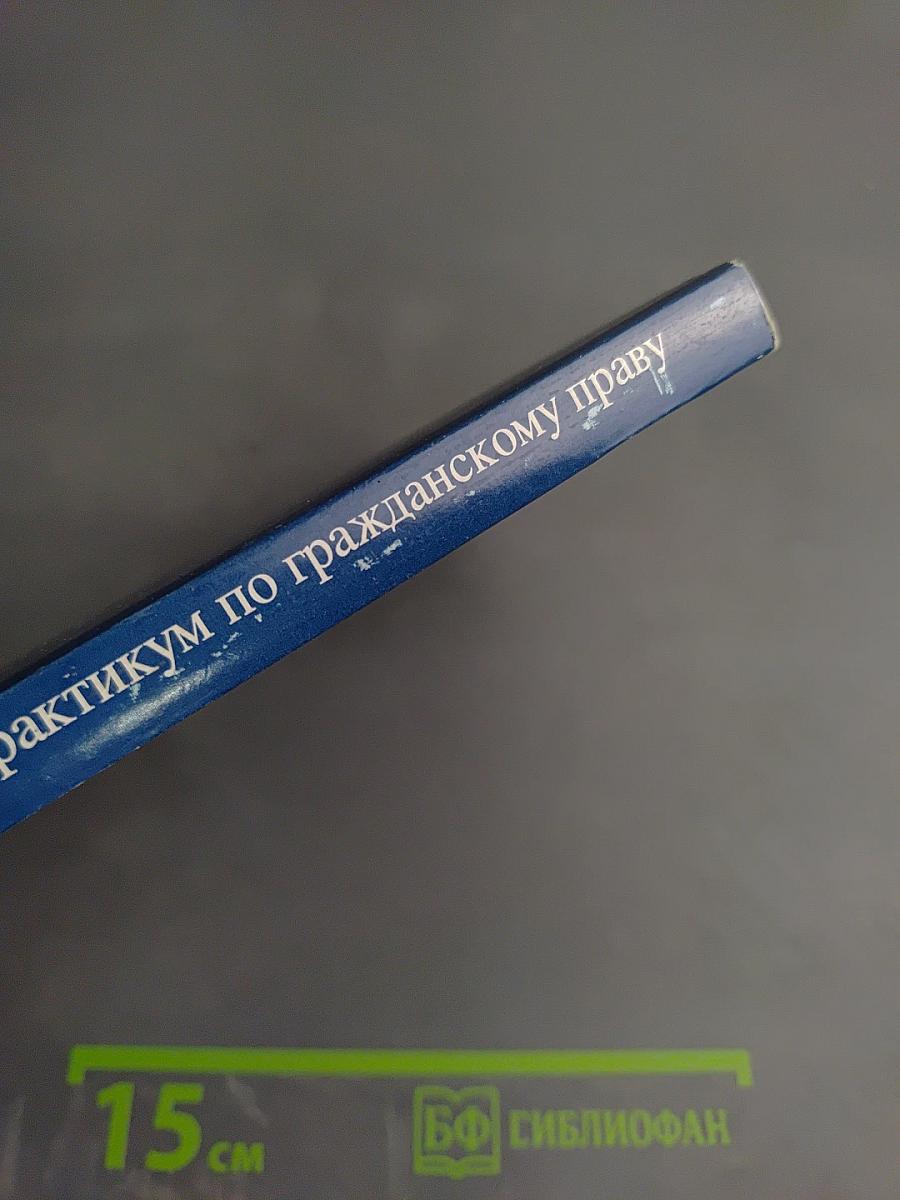 рактикум по гражданскому праву
15 см
БФ БИБЛИОФАН